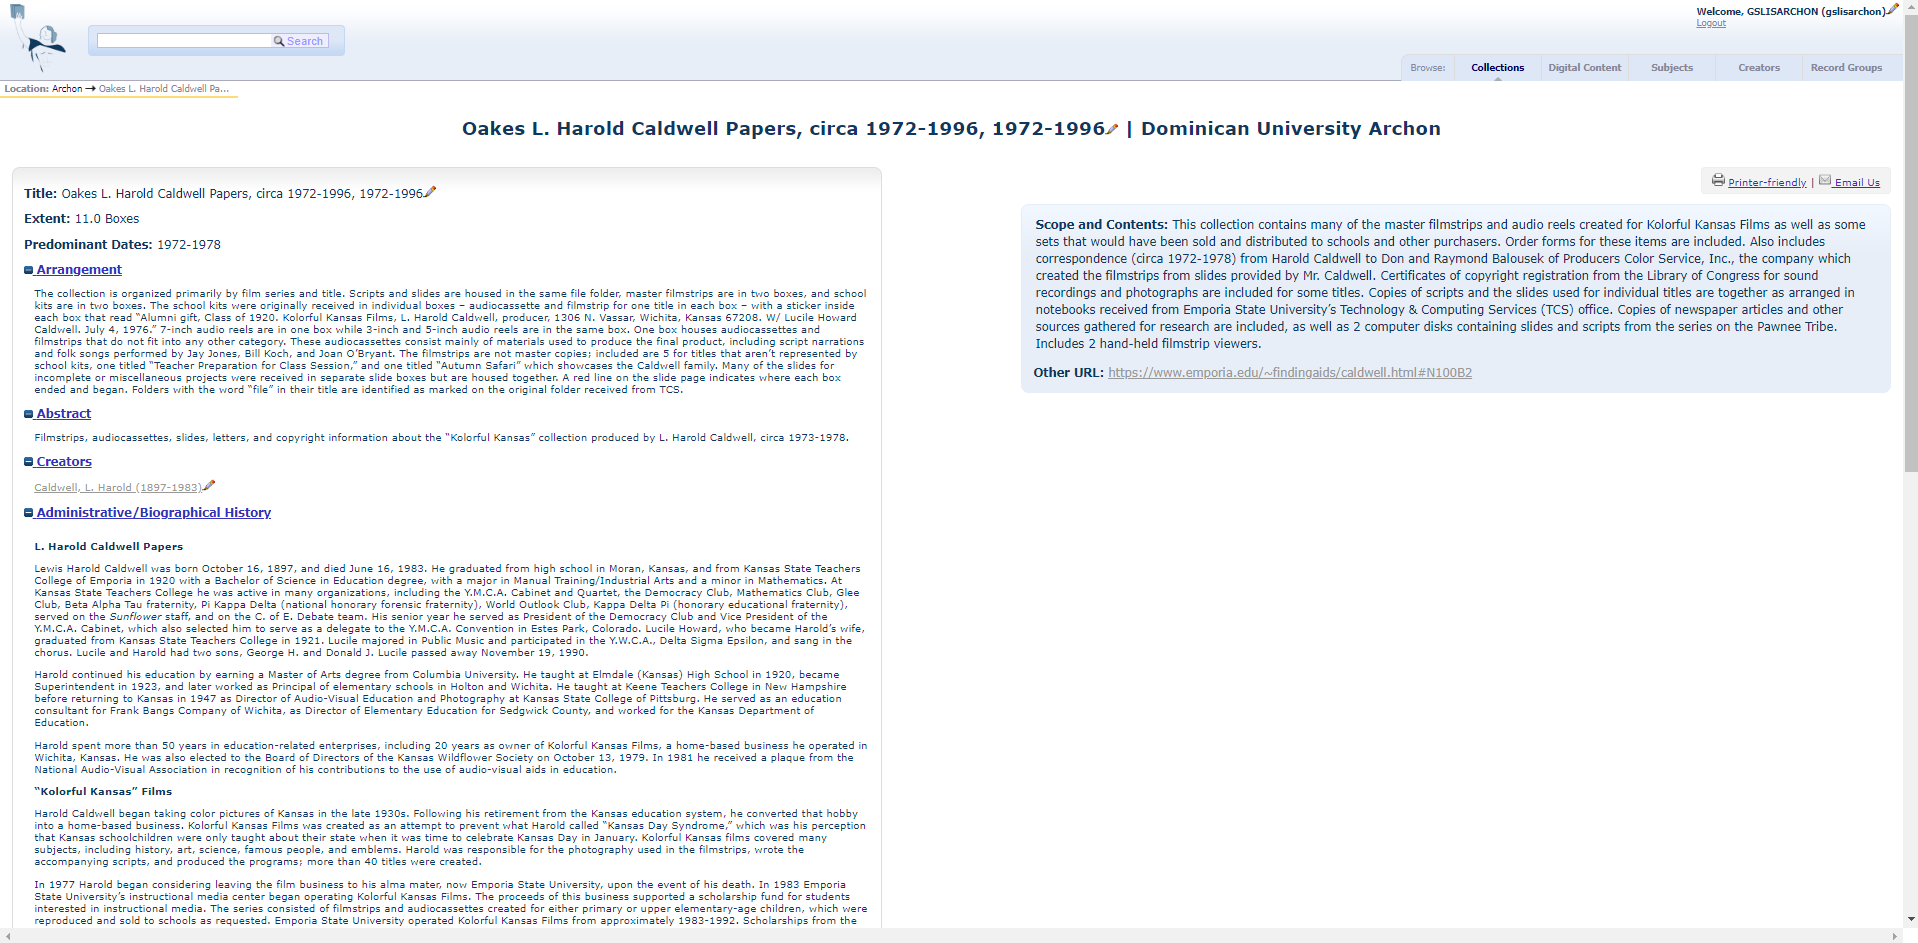 Search
Welcome, GSLISARCHON (gslisarchon)
Logout
Browse:
Collections
Digital Content
Subjects
Creators
Record Groups
Location: Archon → Oakes L. Harold Caldwell Pa...
Oakes L. Harold Caldwell Papers, circa 1972-1996, 1972-1996 | Dominican University Archon
Title: Oakes L. Harold Caldwell Papers, circa 1972-1996, 1972-1996
Extent: 11.0 Boxes
Predominant Dates: 1972-1978
Arrangement
The collection is organized primarily by film series and title. Scripts and slides are housed in the same file folder, master filmstrips are in two boxes, and school
kits are in two boxes. The school kits were originally received in individual boxes – audiocassette and filmstrip for one title in each box – with a sticker inside
each box that read “Alumni gift, Class of 1920. Kolorful Kansas Films, L. Harold Caldwell, producer, 1306 N. Vassar, Wichita, Kansas 67208. W/ Lucile Howard
Caldwell. July 4, 1976.” 7-inch audio reels are in one box while 3-inch and 5-inch audio reels are in the same box. One box houses audiocassettes and
filmstrips that do not fit into any other category. These audiocassettes consist mainly of materials used to produce the final product, including script narrations
and folk songs performed by Jay Jones, Bill Koch, and Joan O’Bryant. The filmstrips are not master copies; included are 5 for titles that aren’t represented by
school kits, one titled “Teacher Preparation for Class Session,” and one titled “Autumn Safari” which showcases the Caldwell family. Many of the slides for
incomplete or miscellaneous projects were received in separate slide boxes but are housed together. A red line on the slide page indicates where each box
ended and began. Folders with the word “file” in their title are identified as marked on the original folder received from TCS.
Abstract
Filmstrips, audiocassettes, slides, letters, and copyright information about the “Kolorful Kansas” collection produced by L. Harold Caldwell, circa 1973-1978.
Creators
Caldwell, L. Harold (1897-1983)
Administrative/Biographical History
L. Harold Caldwell Papers
Lewis Harold Caldwell was born October 16, 1897, and died June 16, 1983. He graduated from high school in Moran, Kansas, and from Kansas State Teachers
College of Emporia in 1920 with a Bachelor of Science in Education degree, with a major in Manual Training/Industrial Arts and a minor in Mathematics. At
Kansas State Teachers College he was active in many organizations, including the Y.M.C.A. Cabinet and Quartet, the Democracy Club, Mathematics Club, Glee
Club, Beta Alpha Tau fraternity, Pi Kappa Delta (national honorary forensic fraternity), World Outlook Club, Kappa Delta Pi (honorary educational fraternity),
served on the Sunflower staff, and on the C. of E. Debate team. His senior year he served as President of the Democracy Club and Vice President of the
Y.M.C.A. Cabinet, which also selected him to serve as a delegate to the Y.M.C.A. Convention in Estes Park, Colorado. Lucile Howard, who became Harold’s wife,
graduated from Kansas State Teachers College in 1921. Lucile majored in Public Music and participated in the Y.W.C.A., Delta Sigma Epsilon, and sang in the
chorus. Lucile and Harold had two sons, George H. and Donald J. Lucile passed away November 19, 1990.
Harold continued his education by earning a Master of Arts degree from Columbia University. He taught at Elmdale (Kansas) High School in 1920, became
Superintendent in 1923, and later worked as Principal of elementary schools in Holton and Wichita. He taught at Keene Teachers College in New Hampshire
before returning to Kansas in 1947 as Director of Audio-Visual Education and Photography at Kansas State College of Pittsburg. He served as an education
consultant for Frank Bangs Company of Wichita, as Director of Elementary Education for Sedgwick County, and worked for the Kansas Department of
Education.
Harold spent more than 50 years in education-related enterprises, including 20 years as owner of Kolorful Kansas Films, a home-based business he operated in
Wichita, Kansas. He was also elected to the Board of Directors of the Kansas Wildflower Society on October 13, 1979. In 1981 he received a plaque from the
National Audio-Visual Association in recognition of his contributions to the use of audio-visual aids in education.
“Kolorful Kansas” Films
Harold Caldwell began taking color pictures of Kansas in the late 1930s. Following his retirement from the Kansas education system, he converted that hobby
into a home-based business. Kolorful Kansas Films was created as an attempt to prevent what Harold called “Kansas Day Syndrome,” which was his perception
that Kansas schoolchildren were only taught about their state when it was time to celebrate Kansas Day in January. Kolorful Kansas films covered many
subjects, including history, art, science, famous people, and emblems. Harold was responsible for the photography used in the filmstrips, wrote the
accompanying scripts, and produced the programs; more than 40 titles were created.
In 1977 Harold began considering leaving the film business to his alma mater, now Emporia State University, upon the event of his death. In 1983 Emporia
State University’s instructional media center began operating Kolorful Kansas Films. The proceeds of this business supported a scholarship fund for students
interested in instructional media. The series consisted of filmstrips and audiocassettes created for either primary or upper elementary-age children, which were
reproduced and sold to schools as requested. Emporia State University operated Kolorful Kansas Films from approximately 1983-1992. Scholarships from the
Printer-friendly | Email Us
Scope and Contents: This collection contains many of the master filmstrips and audio reels created for Kolorful Kansas Films as well as some
sets that would have been sold and distributed to schools and other purchasers. Order forms for these items are included. Also includes
correspondence (circa 1972-1978) from Harold Caldwell to Don and Raymond Balousek of Producers Color Service, Inc., the company which
created the filmstrips from slides provided by Mr. Caldwell. Certificates of copyright registration from the Library of Congress for sound
recordings and photographs are included for some titles. Copies of scripts and the slides used for individual titles are together as arranged in
notebooks received from Emporia State University’s Technology & Computing Services (TCS) office. Copies of newspaper articles and other
sources gathered for research are included, as well as 2 computer disks containing slides and scripts from the series on the Pawnee Tribe.
Includes 2 hand-held filmstrip viewers.
Other URL: https://www.emporia.edu/~findingaids/caldwell.html#N100B2